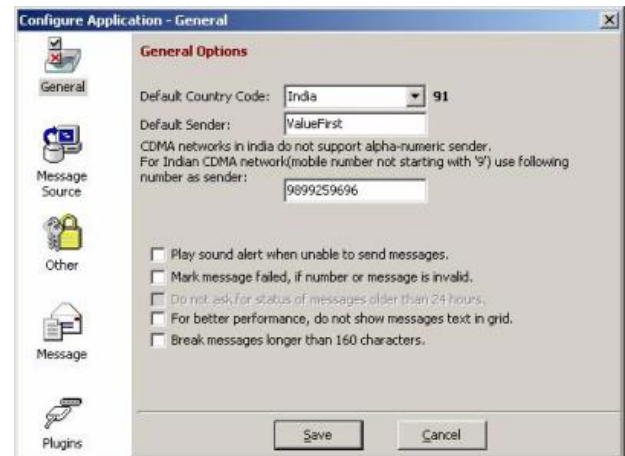 Configure Application - General
General
Message
Source
Other
Message
Plugins
General Options
Default Country Code: India 91
Default Sender: ValueFirst
CDMA networks in india do not support alpha-numeric sender.
For Indian CDMA network(mobile number not starting with '9') use following
number as sender:
9899259696
Play sound alert when unable to send messages.
Mark message failed, if number or message is invalid.
Do not ask for status of messages older than 24 hours.
For better performance, do not show messages text in grid.
Break messages longer than 160 characters.
Save Cancel